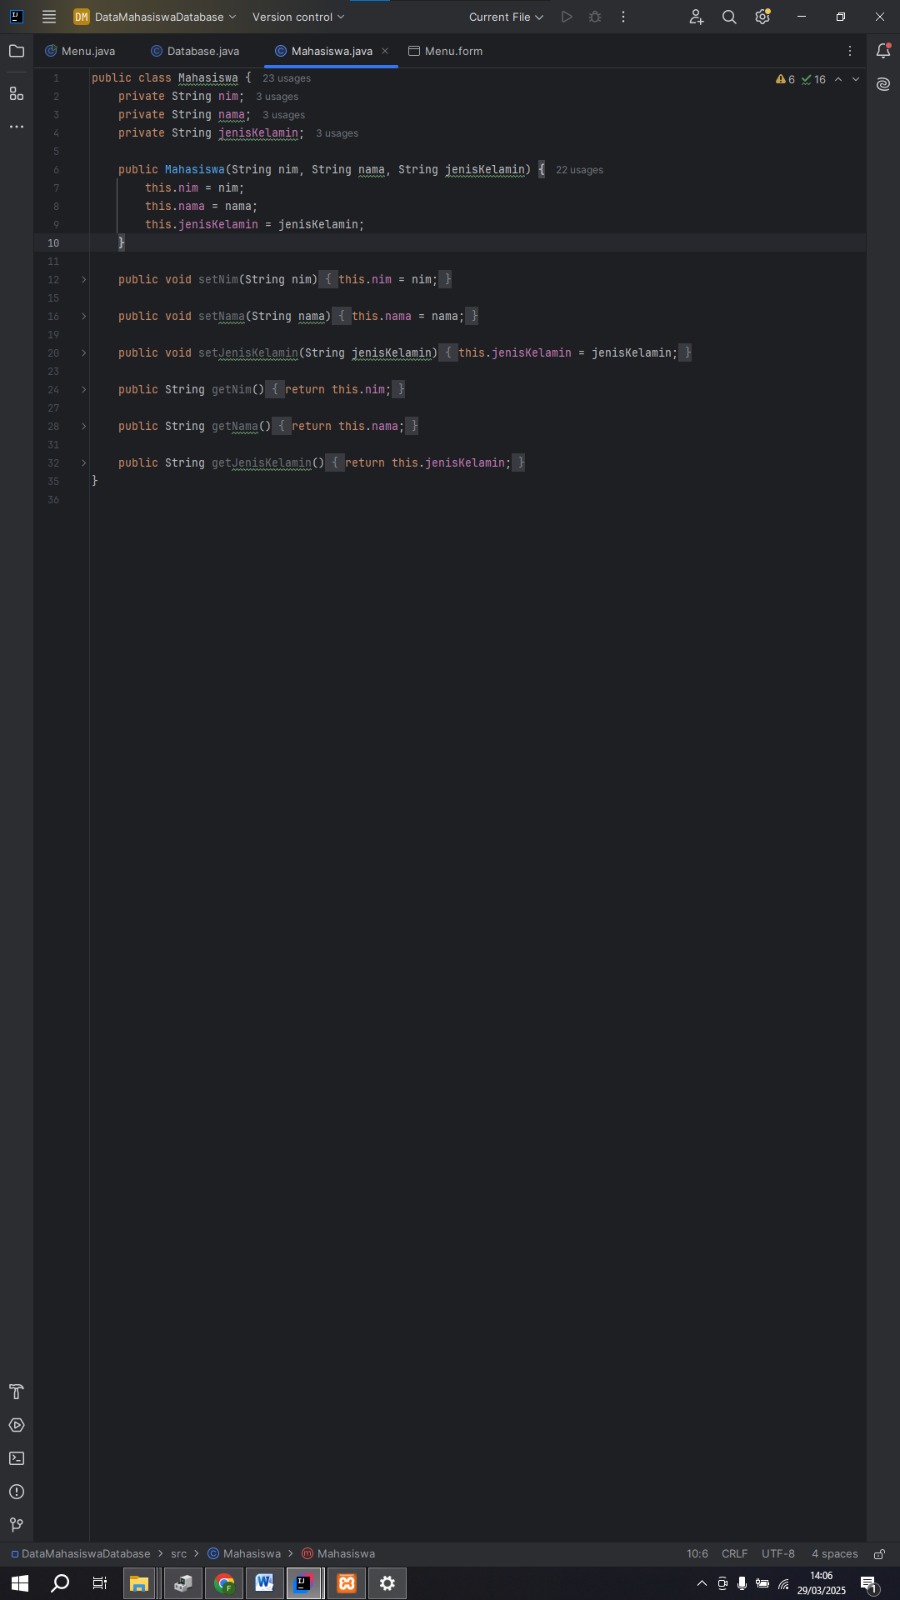 DM DataMahasiswaDatabase Version control Current File
Menu.java Database.java Mahasiswa.java Menu.form
1 public class Mahasiswa { 23 usages 6 16
2 private String nim; 3 usages
3 private String nama; 3 usages
4 private String jenisKelamin; 3 usages
5
6 public Mahasiswa(String nim, String nama, String jenisKelamin) { 22 usages
7 this.nim = nim;
8 this.nama = nama;
9 this.jenisKelamin = jenisKelamin;
10 }
11
12 public void setNim(String nim) { this.nim = nim; }
15
16 public void setNama(String nama) { this.nama = nama; }
19
20 public void setJenisKelamin(String jenisKelamin) { this.jenisKelamin = jenisKelamin; }
23
24 public String getNim() { return this.nim; }
27
28 public String getNama() { return this.nama; }
31
32 public String getJenisKelamin() { return this.jenisKelamin; }
35 }
36
DataMahasiswaDatabase > src > Mahasiswa > Mahasiswa 10:6 CRLF UTF-8 4 spaces
14:06
29/03/2025
1